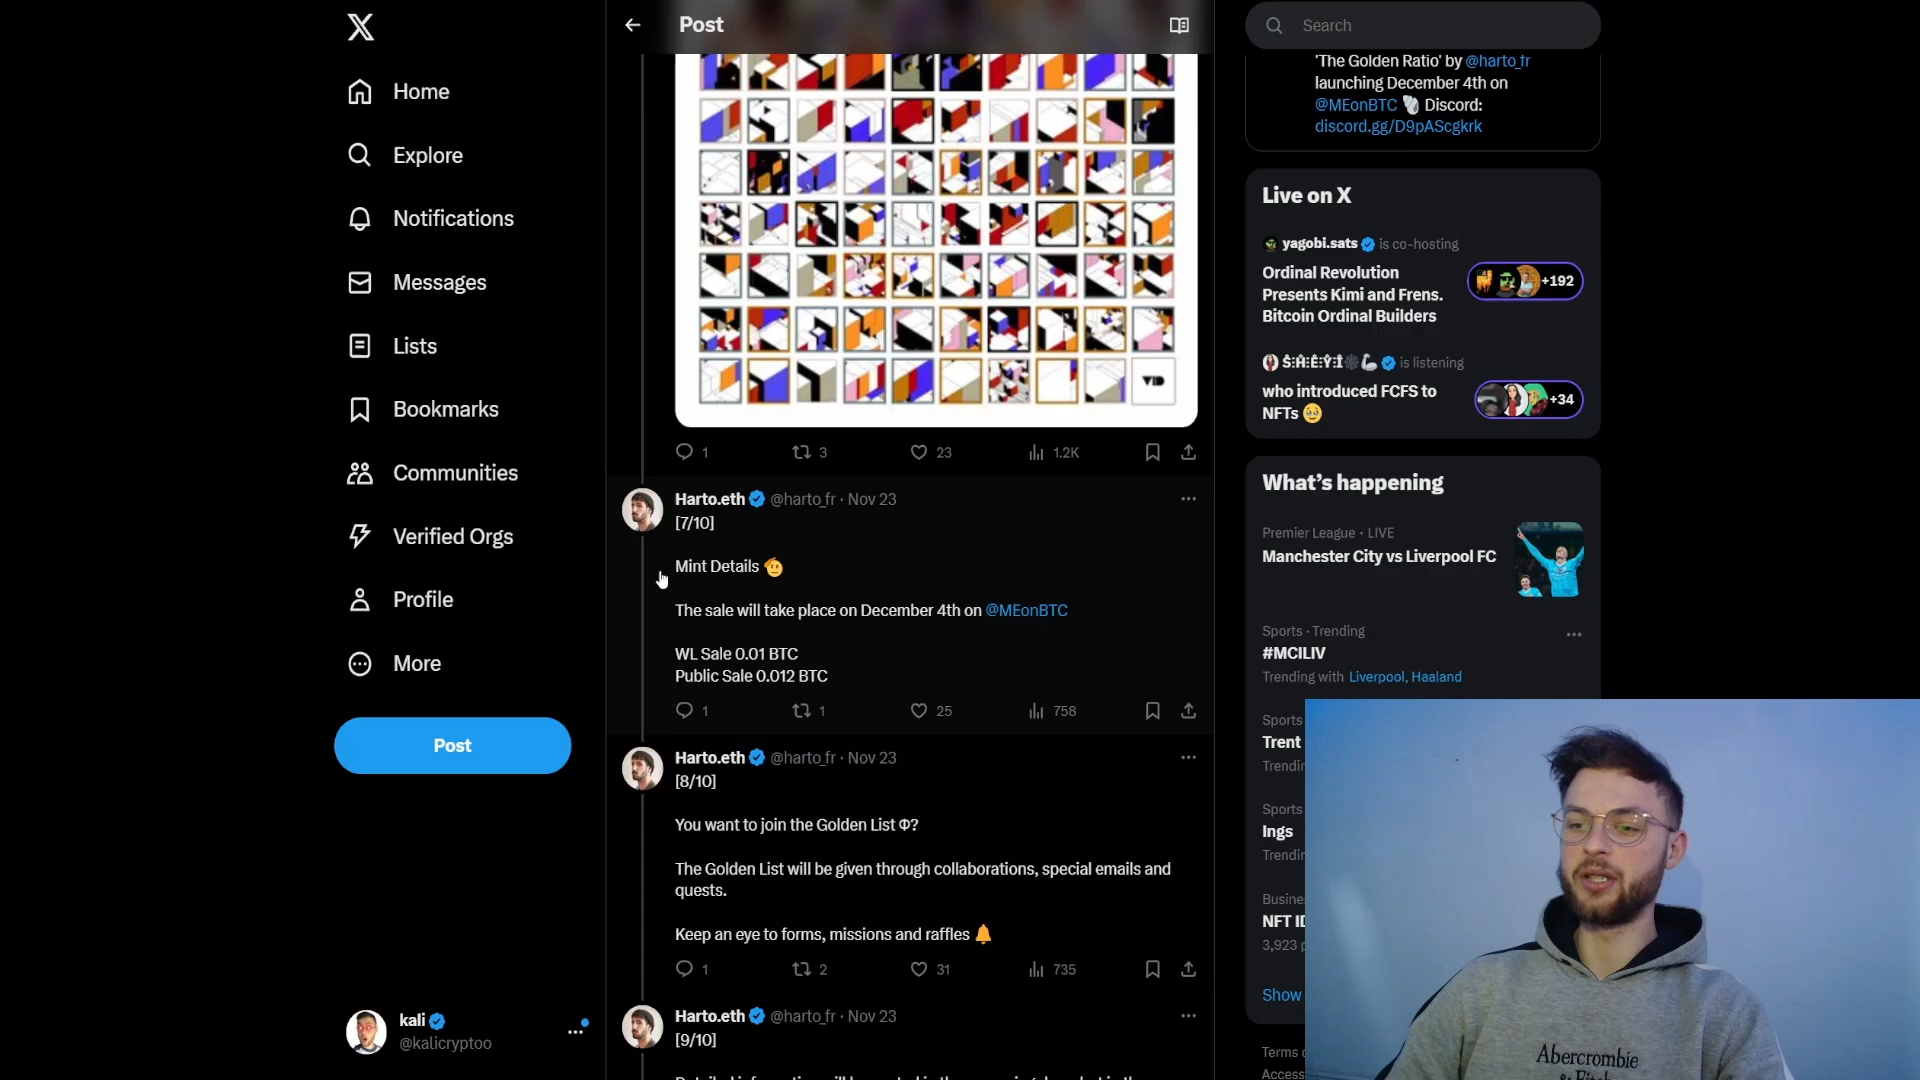 Home
Explore
Notifications
Messages
Lists
Bookmarks
Communities
Verified Orgs
Profile
More
Post
kali
@kalicryptoo
Post
VID
1
3
23
1.2K
Harto.eth @harto_fr · Nov 23
[7/10]
Mint Details 🫡
The sale will take place on December 4th on @MEonBTC
WL Sale 0.01 BTC
Public Sale 0.012 BTC
1
1
25
758
Harto.eth @harto_fr · Nov 23
[8/10]
You want to join the Golden List Φ?
The Golden List will be given through collaborations, special emails and
quests.
Keep an eye to forms, missions and raffles 🔔
1
2
31
735
Harto.eth @harto_fr · Nov 23
[9/10]
Search
'The Golden Ratio' by @harto_fr
launching December 4th on
@MEonBTC Discord:
discord.gg/D9pAScgkrk
Live on X
yagobi.sats is co-hosting
Ordinal Revolution
Presents Kimi and Frens.
Bitcoin Ordinal Builders
+192
is listening
who introduced FCFS to
NFTs 🥹
+34
What's happening
Premier League · LIVE
Manchester City vs Liverpool FC
Sports · Trending
#MCILIV
Trending with Liverpool, Haaland
Sports
Trent
Trendin
Sports
Ings
Trendin
Busine
NFT ID
3,923 p
Show
Terms o
Access
Abercrombie